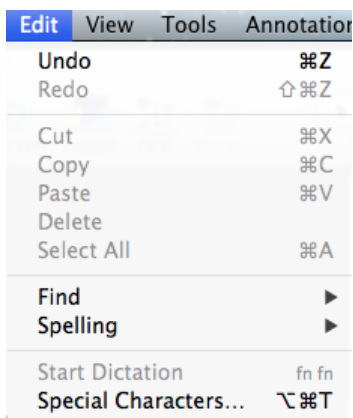 Edit View Tools Annotation
Undo ⌘Z
Redo ⇧⌘Z
Cut ⌘X
Copy ⌘C
Paste ⌘V
Delete
Select All ⌘A
Find ▶
Spelling ▶
Start Dictation fn fn
Special Characters... ⌥⌘T